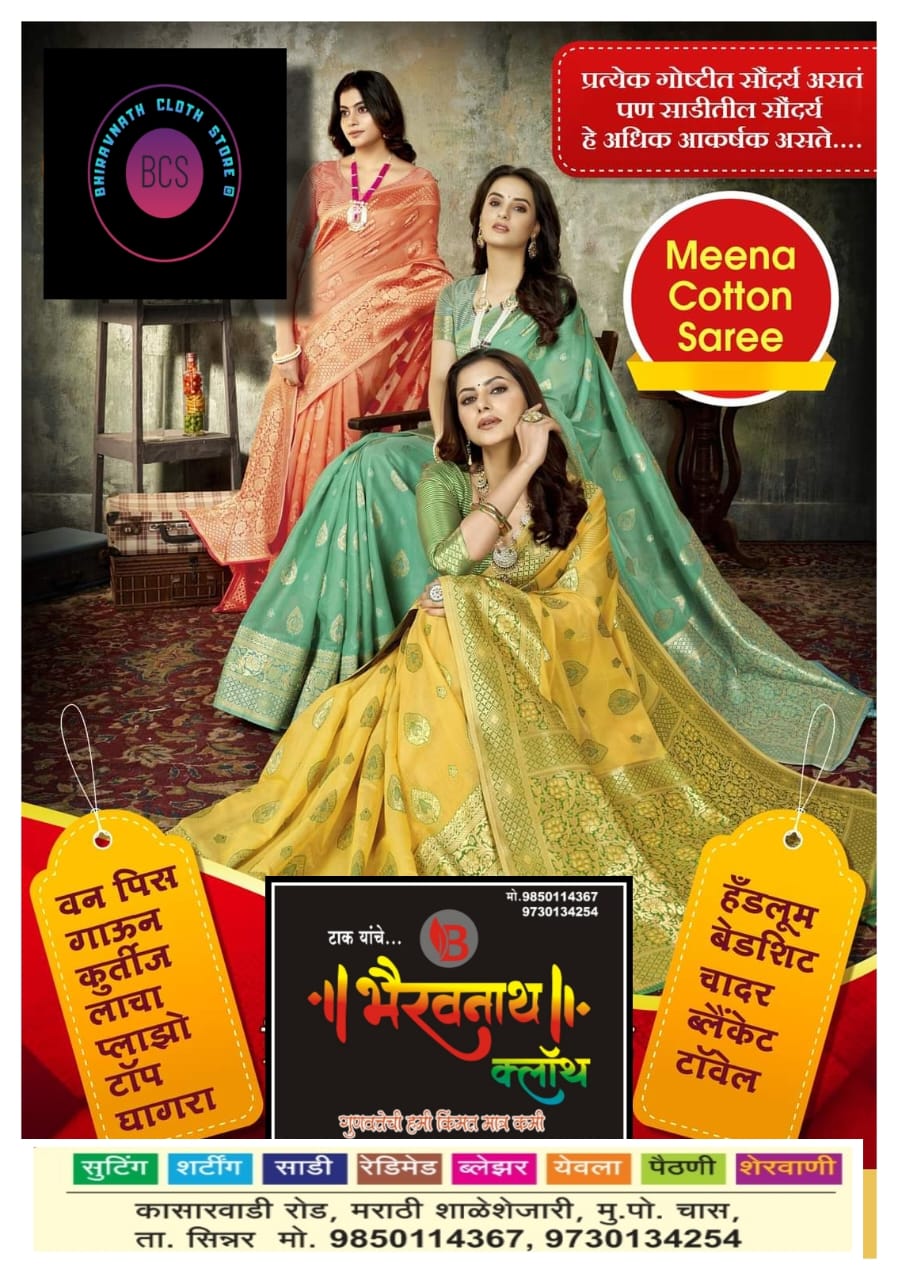 BHIRAVNATH CLOTH STORE
BCS
प्रत्येक गोष्टीत सौंदर्य असतं
पण साडीतील सौंदर्य
हे अधिक आकर्षक असते....
Meena
Cotton
Saree
वन पिस
गाऊन
कुर्तीज
लाचा
प्लाझो
टॉप
घागरा
मो.9850114367
9730134254
टाक यांचे...
B
भैरवनाथ
क्लॉथ
गुणवत्तेची हमी किंमत मात्र कमी
हँडलूम
बेडशिट
चादर
ब्लँकेट
टॉवेल
सुटिंग शर्टींग साडी रेडिमेड ब्लेझर येवला पैठणी शेरवाणी
कासारवाडी रोड, मराठी शाळेशेजारी, मु.पो. चास,
ता. सिन्नर मो. 9850114367, 9730134254